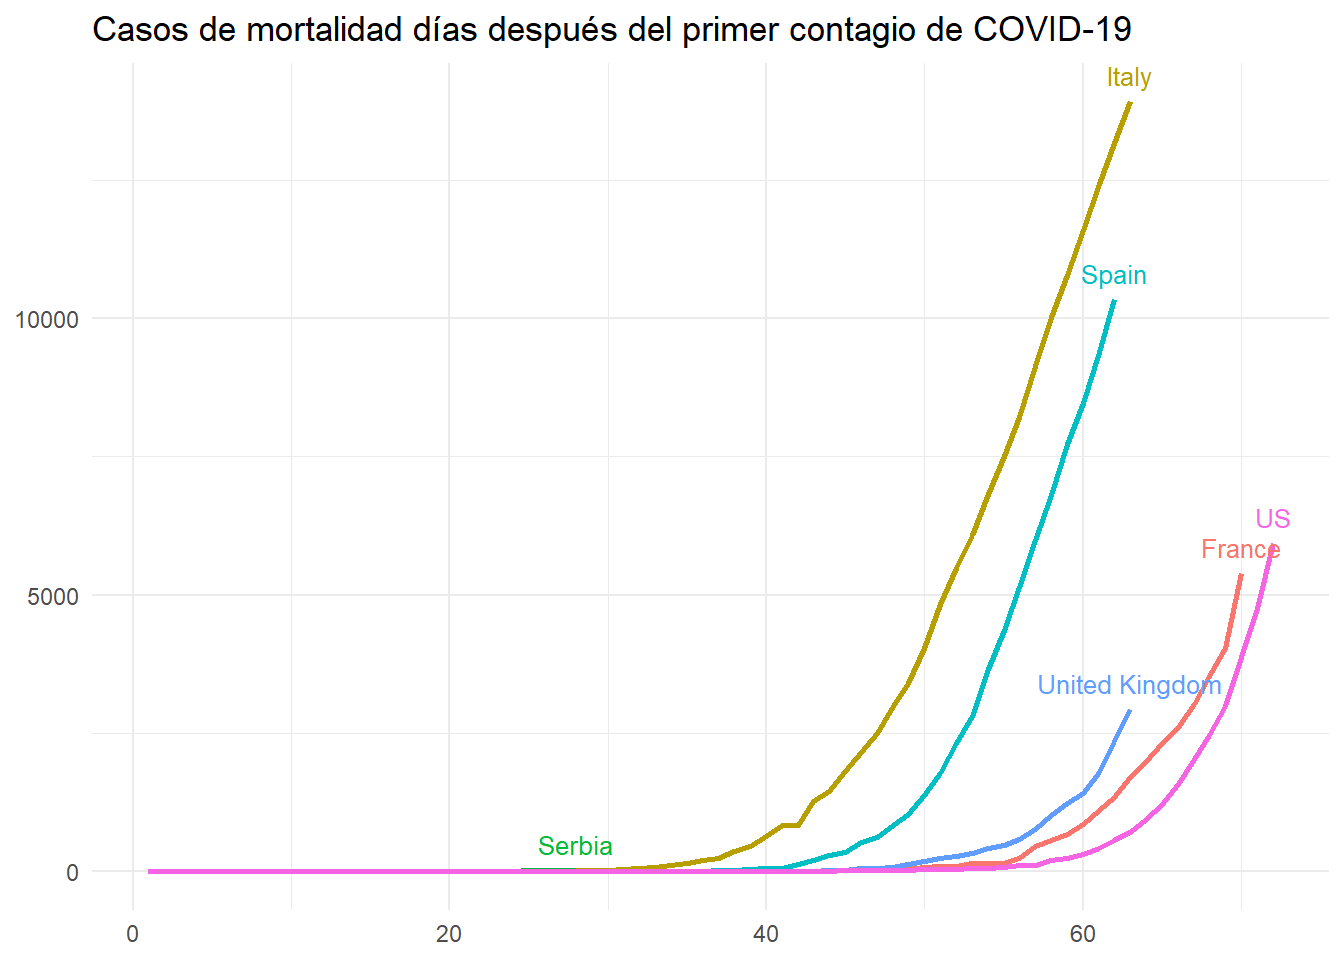 Casos de mortalidad días después del primer contagio de COVID-19
Italy
Spain
10000
US
France
5000
United Kingdom
Serbia
0
0 20 40 60